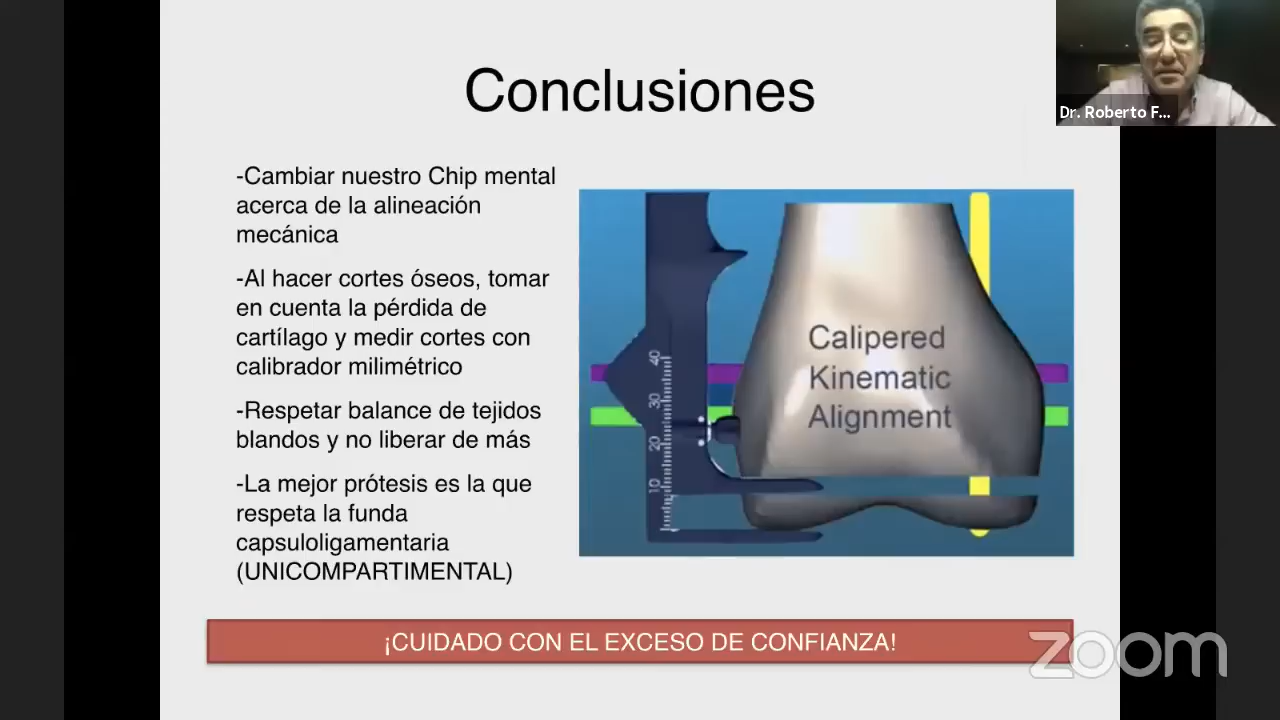 Conclusiones
Dr. Roberto F...
-Cambiar nuestro Chip mental
acerca de la alineación
mecánica
-Al hacer cortes óseos, tomar
en cuenta la pérdida de
cartílago y medir cortes con
calibrador milimétrico
-Respetar balance de tejidos
blandos y no liberar de más
-La mejor prótesis es la que
respeta la funda
capsuloligamentaria
(UNICOMPARTIMENTAL)
Calipered
Kinematic
Alignment
40
30
20
10
¡CUIDADO CON EL EXCESO DE CONFIANZA!
zoom